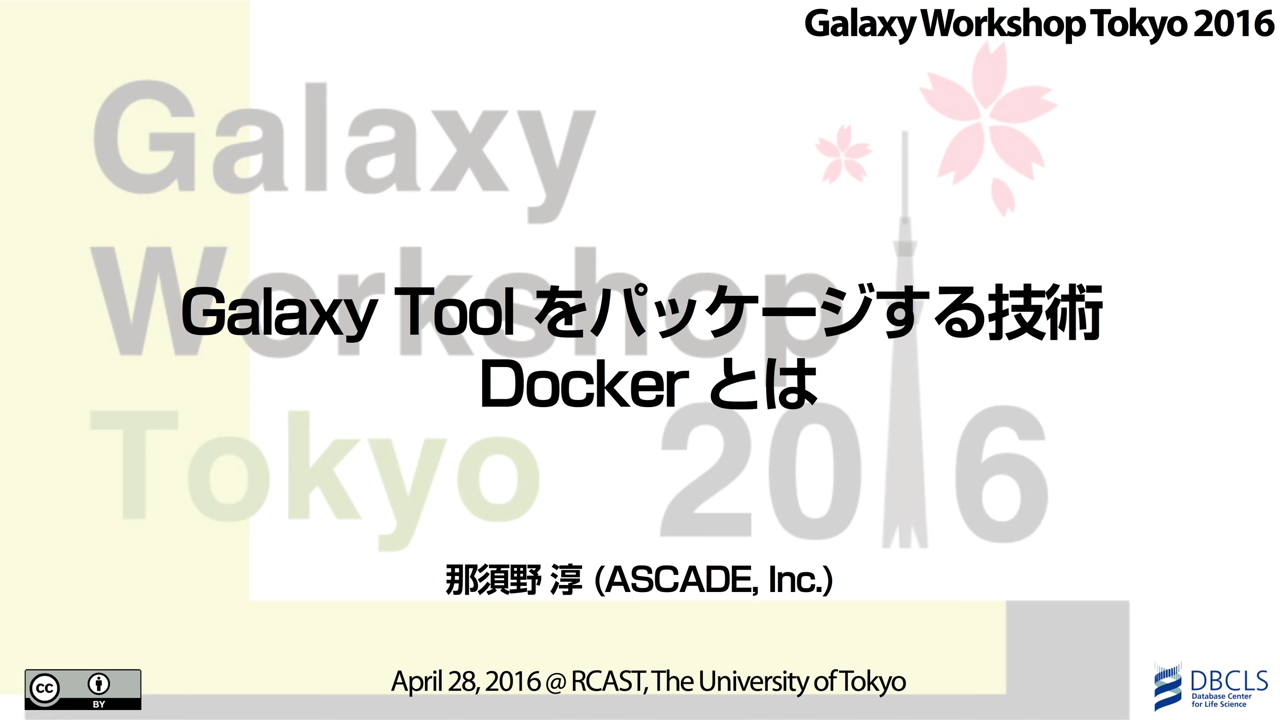 Galaxy Workshop Tokyo 2016
Galaxy
Workshop
Tokyo 2016
Galaxy Tool をパッケージする技術
Docker とは
那須野 淳 (ASCADE, Inc.)
April 28, 2016 @ RCAST, The University of Tokyo
cc
BY
DBCLS
Database Center
for Life Science